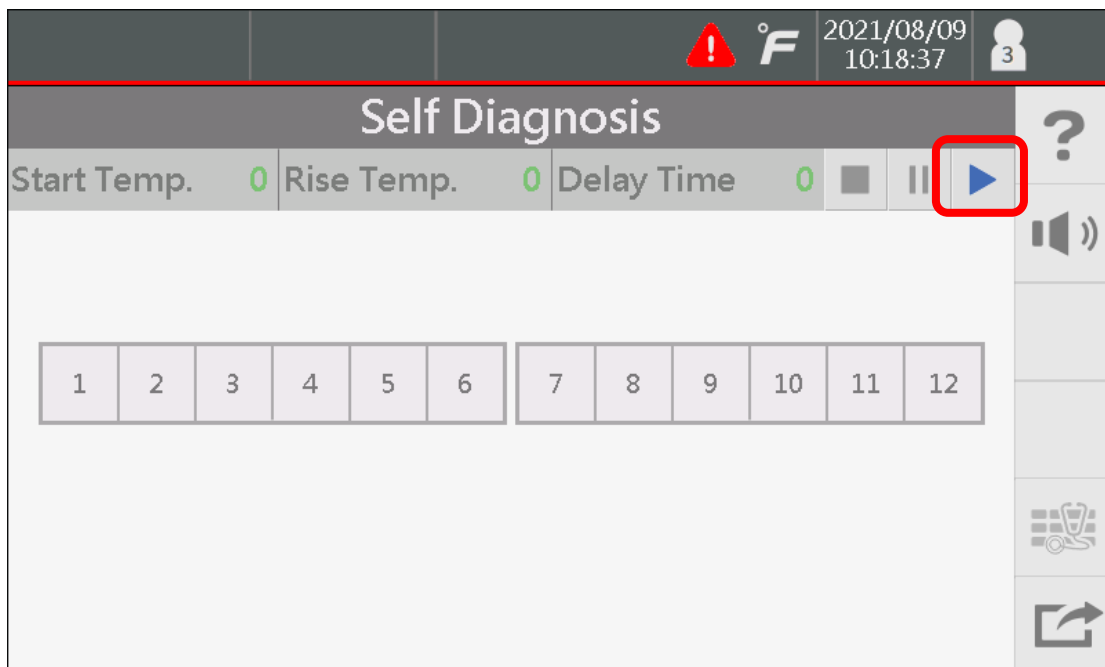 °F
2021/08/09
10:18:37
3
Self Diagnosis
?
Start Temp. 0 Rise Temp. 0 Delay Time 0
1 2 3 4 5 6 7 8 9 10 11 12